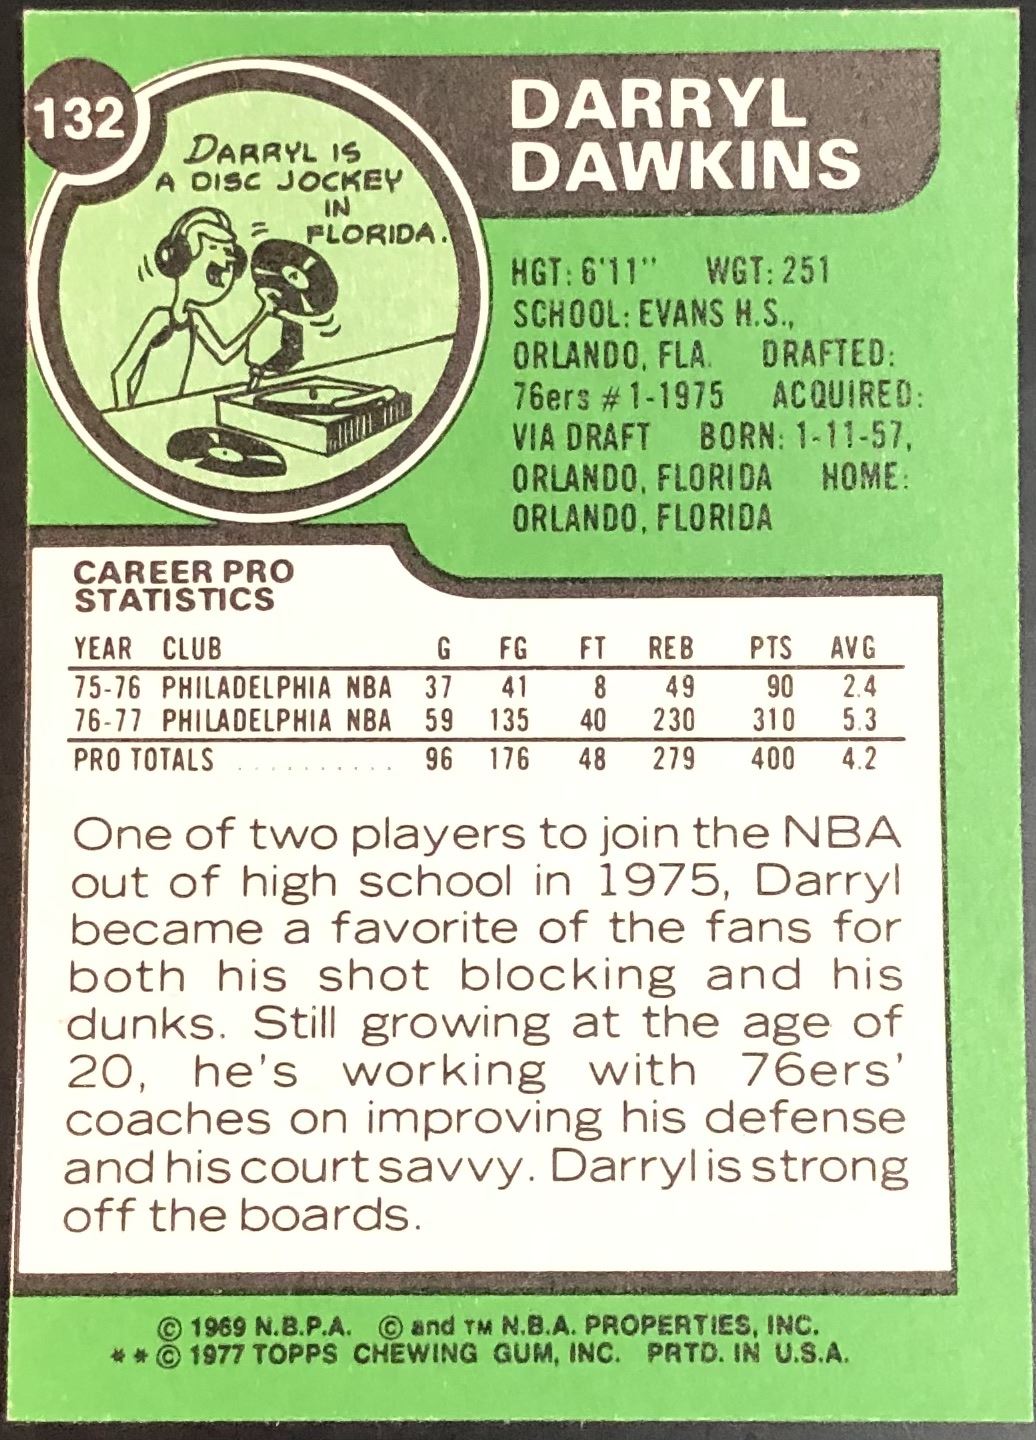 132
DARRYL
DAWKINS
DARRYL IS
A DISC JOCKEY
IN
FLORIDA.
HGT: 6'11" WGT: 251
SCHOOL: EVANS H.S.,
ORLANDO, FLA. DRAFTED:
76ers #1-1975 ACQUIRED:
VIA DRAFT BORN: 1-11-57,
ORLANDO, FLORIDA HOME:
ORLANDO, FLORIDA
CAREER PRO
STATISTICS
YEAR CLUB G FG FT REB PTS AVG
75-76 PHILADELPHIA NBA 37 41 8 49 90 2.4
76-77 PHILADELPHIA NBA 59 135 40 230 310 5.3
PRO TOTALS .......... 96 176 48 279 400 4.2
One of two players to join the NBA
out of high school in 1975, Darryl
became a favorite of the fans for
both his shot blocking and his
dunks. Still growing at the age of
20, he's working with 76ers'
coaches on improving his defense
and his court savvy. Darryl is strong
off the boards.
© 1969 N.B.P.A. © and TM N.B.A. PROPERTIES, INC.
* * © 1977 TOPPS CHEWING GUM, INC. PRTD. IN U.S.A.